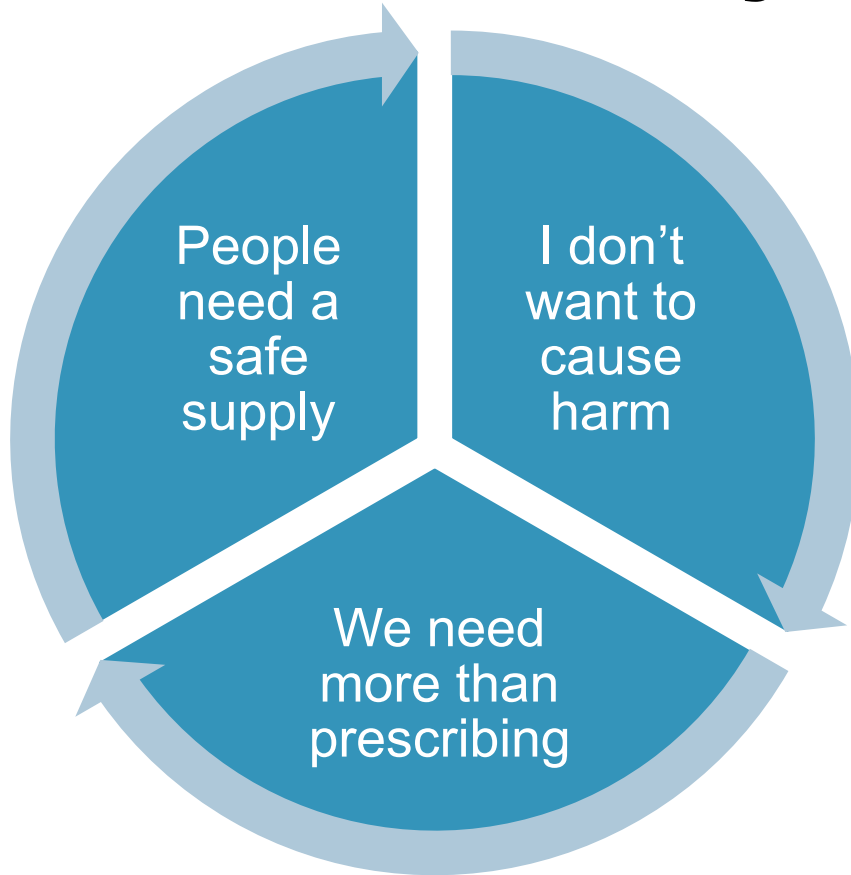 People
need a
safe
supply
I don’t
want to
cause
harm
We need
more than
prescribing